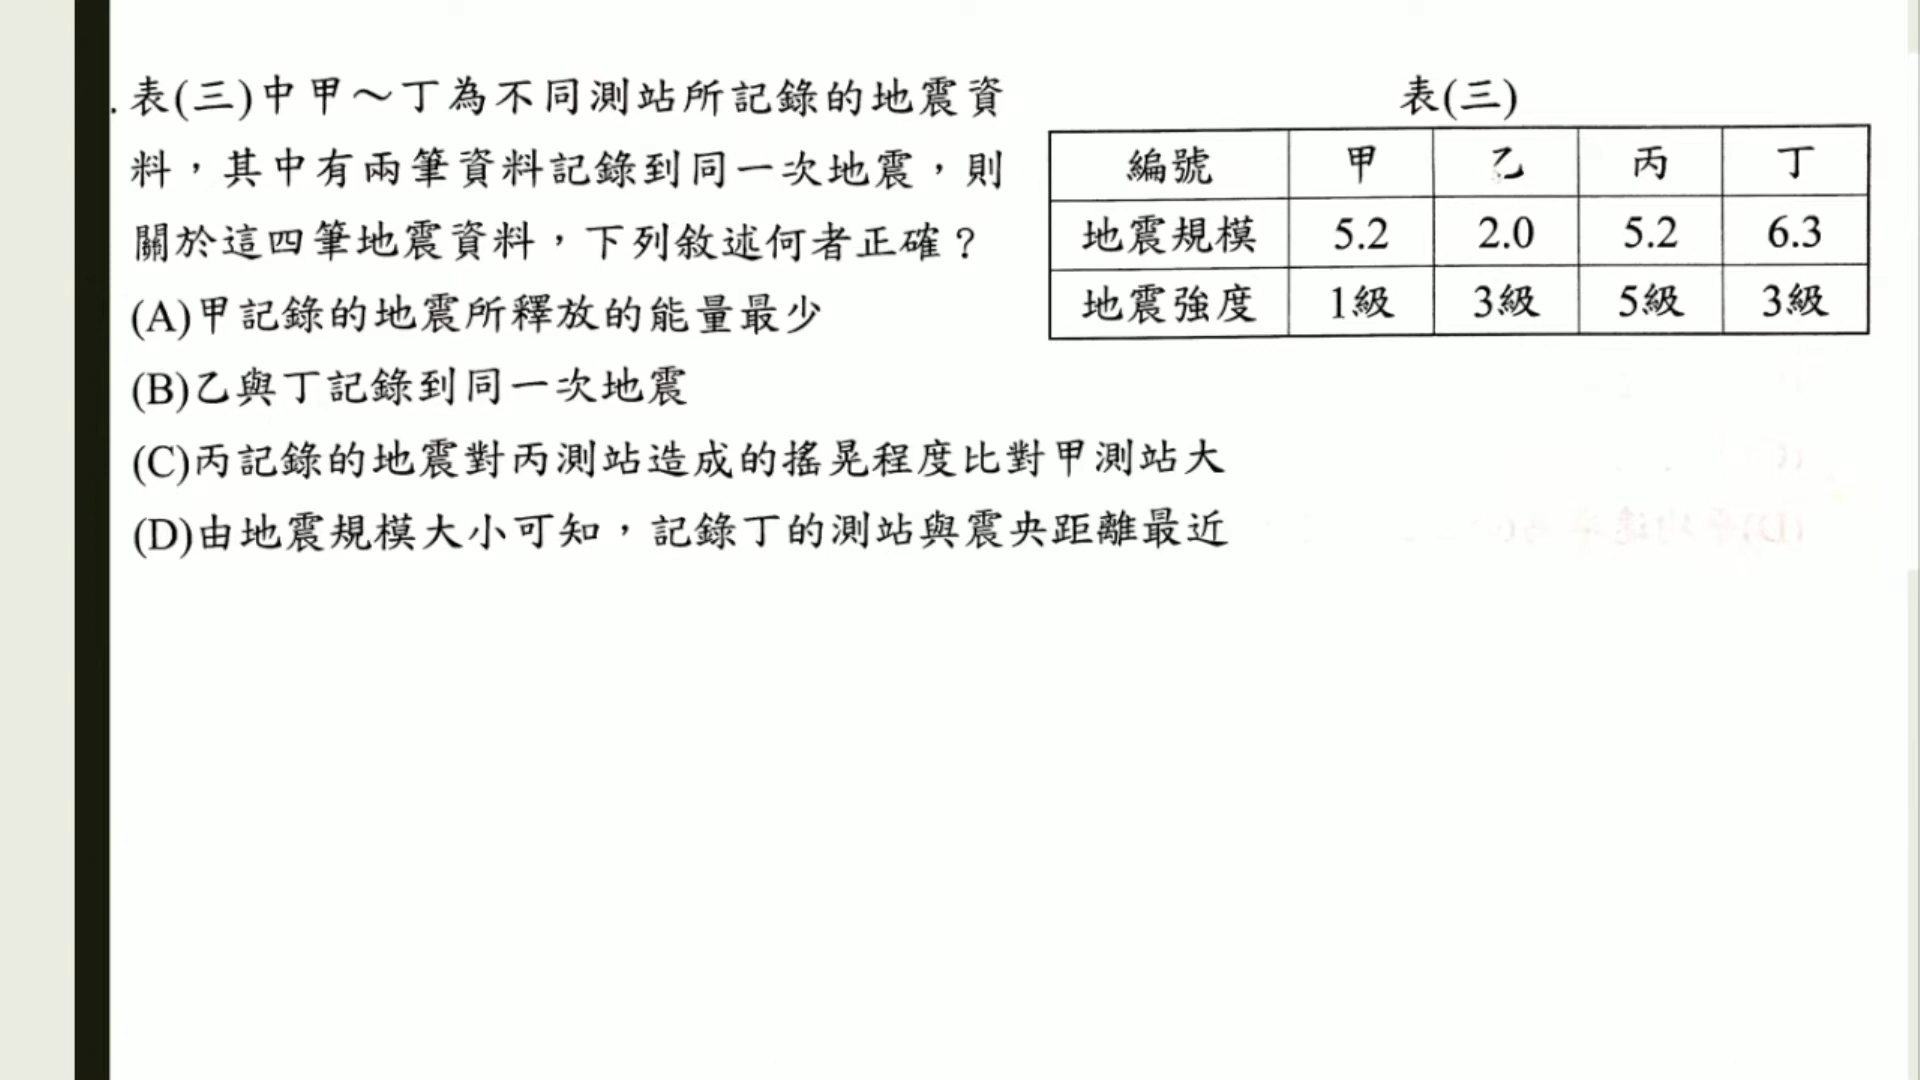 .表(三)中甲～丁為不同測站所記錄的地震資
料，其中有兩筆資料記錄到同一次地震，則
關於這四筆地震資料，下列敘述何者正確？
(A)甲記錄的地震所釋放的能量最少
(B)乙與丁記錄到同一次地震
(C)丙記錄的地震對丙測站造成的搖晃程度比對甲測站大
(D)由地震規模大小可知，記錄丁的測站與震央距離最近
表(三)
編號 甲 乙 丙 丁
地震規模 5.2 2.0 5.2 6.3
地震強度 1級 3級 5級 3級